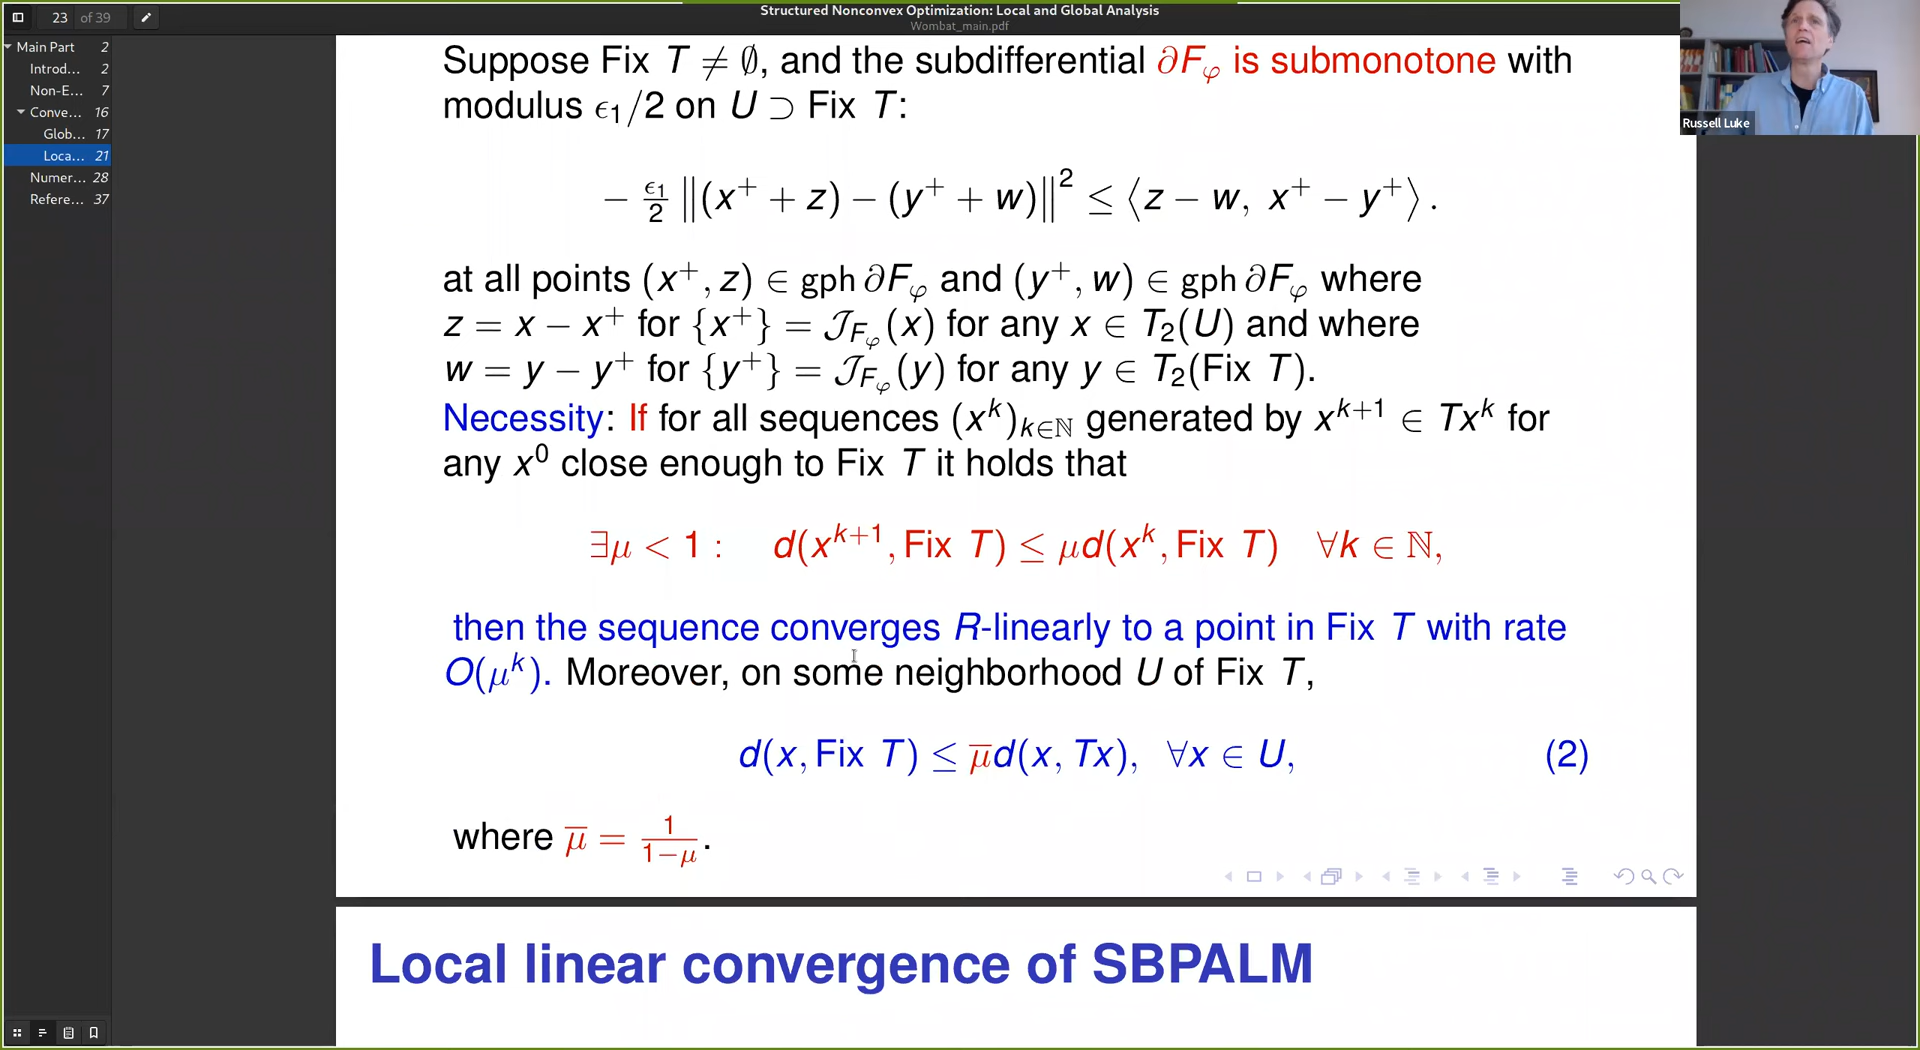 23 of 39
Structured Nonconvex Optimization: Local and Global Analysis
Wombat_main.pdf
Main Part 2
Introd... 2
Non-E... 7
Conve... 16
Glob... 17
Loca... 21
Numer... 28
Refere... 37
Russell Luke
Suppose Fix T ≠ ∅, and the subdifferential ∂F_φ is submonotone with
modulus ϵ₁/2 on U ⊃ Fix T:
− ϵ₁/2 ‖(x⁺ + z) − (y⁺ + w)‖² ≤ ⟨z − w, x⁺ − y⁺⟩.
at all points (x⁺, z) ∈ gph ∂F_φ and (y⁺, w) ∈ gph ∂F_φ where
z = x − x⁺ for {x⁺} = 𝒥_{F_φ}(x) for any x ∈ T₂(U) and where
w = y − y⁺ for {y⁺} = 𝒥_{F_φ}(y) for any y ∈ T₂(Fix T).
Necessity: If for all sequences (xᵏ)_{k∈ℕ} generated by xᵏ⁺¹ ∈ Txᵏ for
any x⁰ close enough to Fix T it holds that
∃μ < 1 : d(xᵏ⁺¹, Fix T) ≤ μd(xᵏ, Fix T) ∀k ∈ ℕ,
then the sequence converges R-linearly to a point in Fix T with rate
O(μᵏ). Moreover, on some neighborhood U of Fix T,
d(x, Fix T) ≤ μ̅d(x, Tx), ∀x ∈ U, (2)
where μ̅ = 1/(1−μ).
Local linear convergence of SBPALM